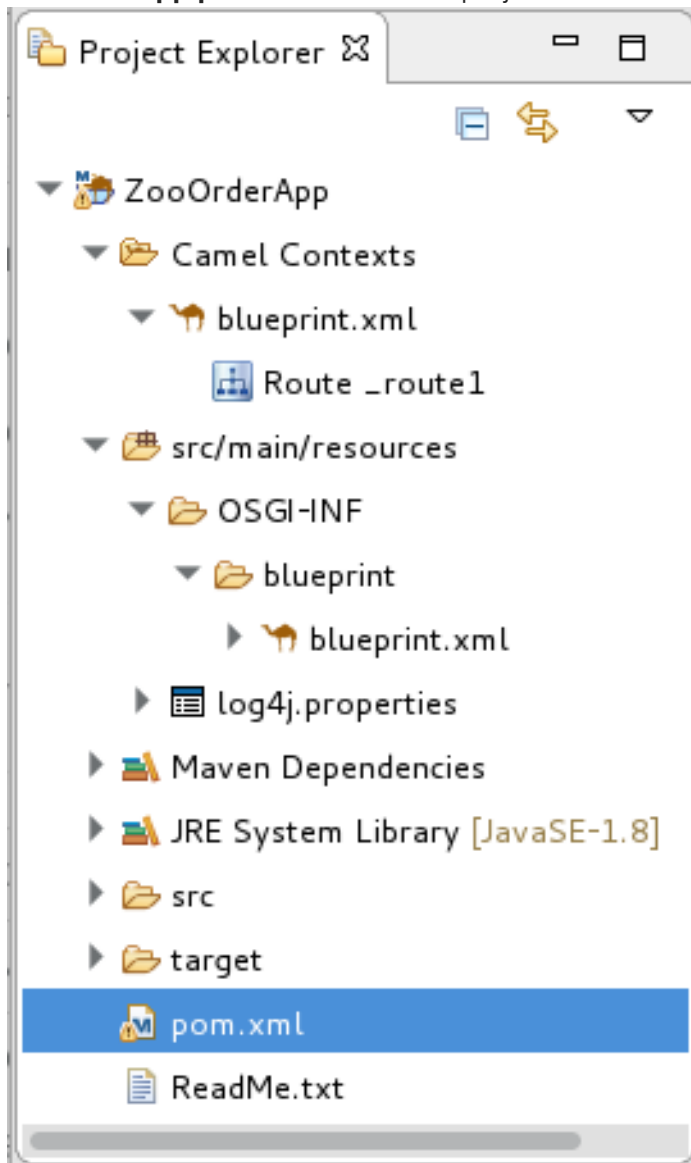 Project Explorer
ZooOrderApp
Camel Contexts
blueprint.xml
Route _route1
src/main/resources
OSGI-INF
blueprint
blueprint.xml
log4j.properties
Maven Dependencies
JRE System Library [JavaSE-1.8]
src
target
pom.xml
ReadMe.txt